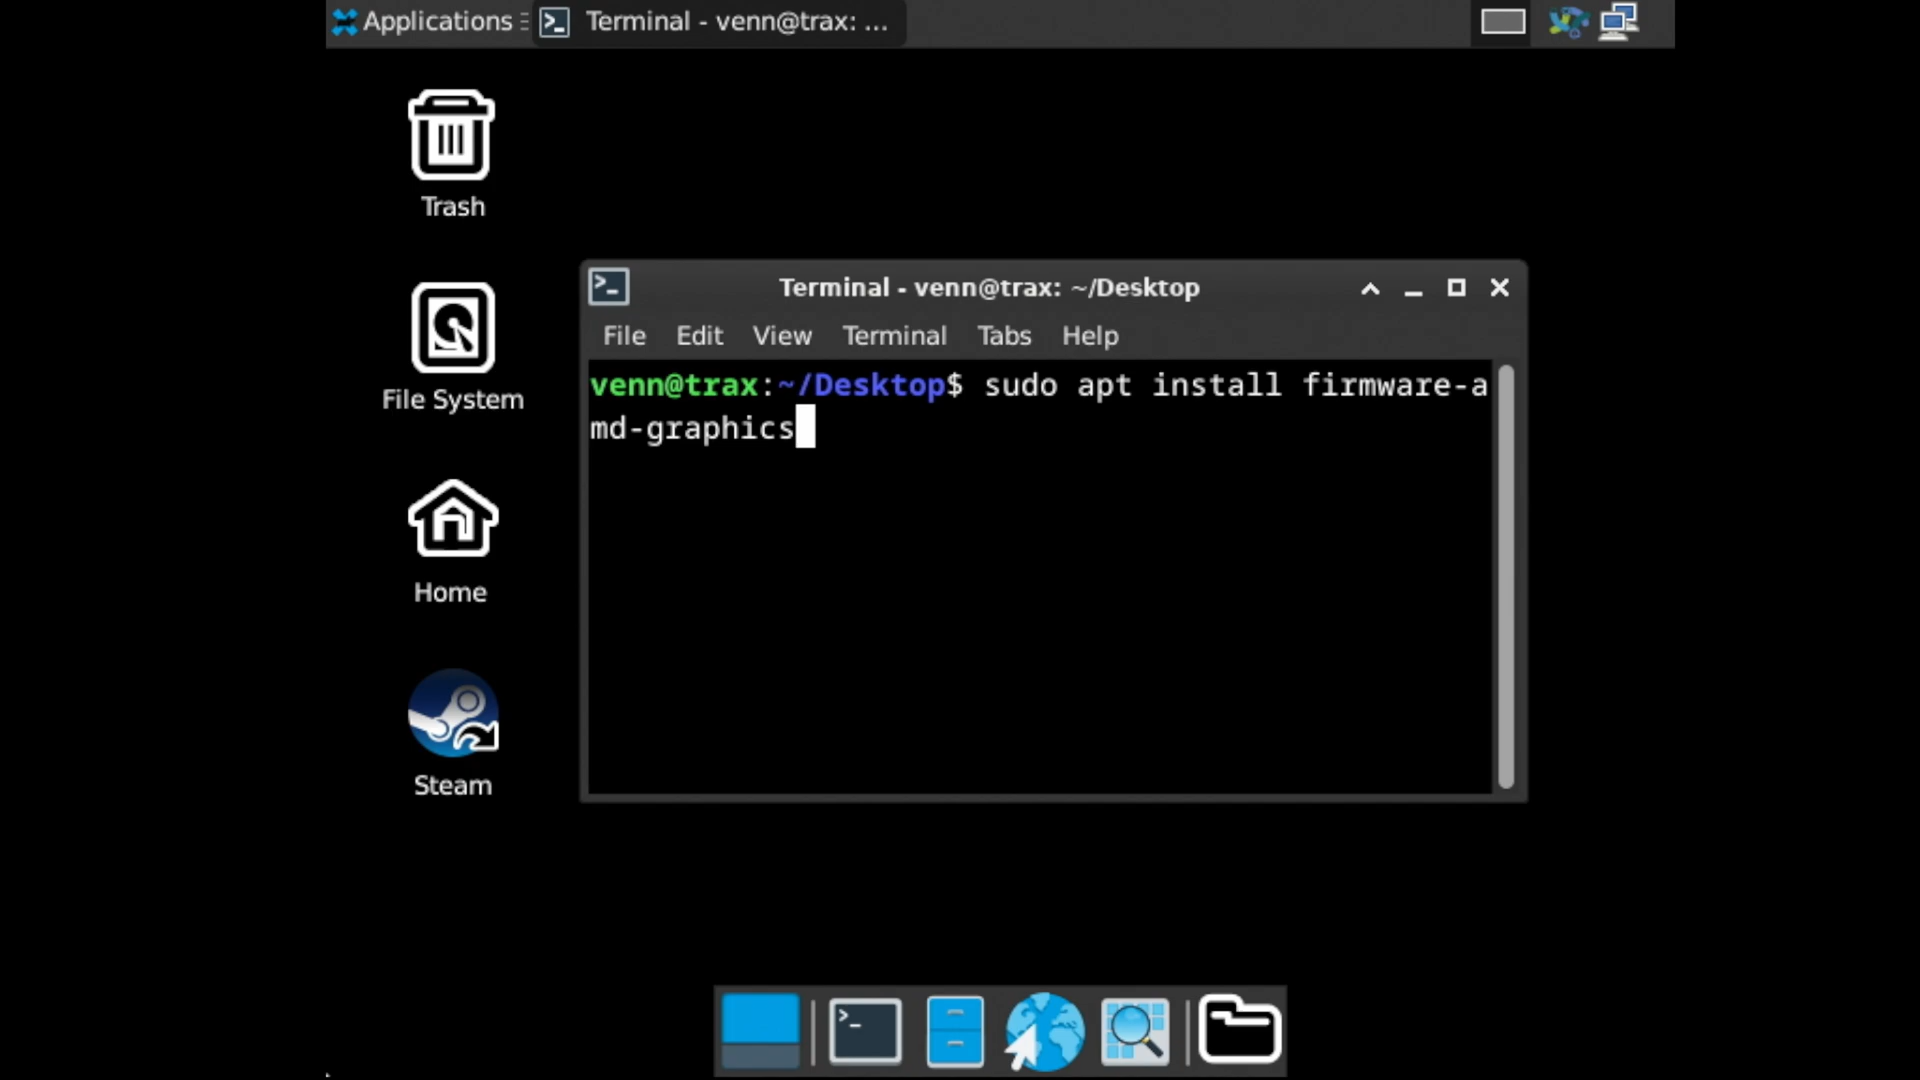 Applications
Terminal - venn@trax: ...
Trash
File System
Home
Steam
Terminal - venn@trax: ~/Desktop
File Edit View Terminal Tabs Help
venn@trax:~/Desktop$ sudo apt install firmware-a
md-graphics